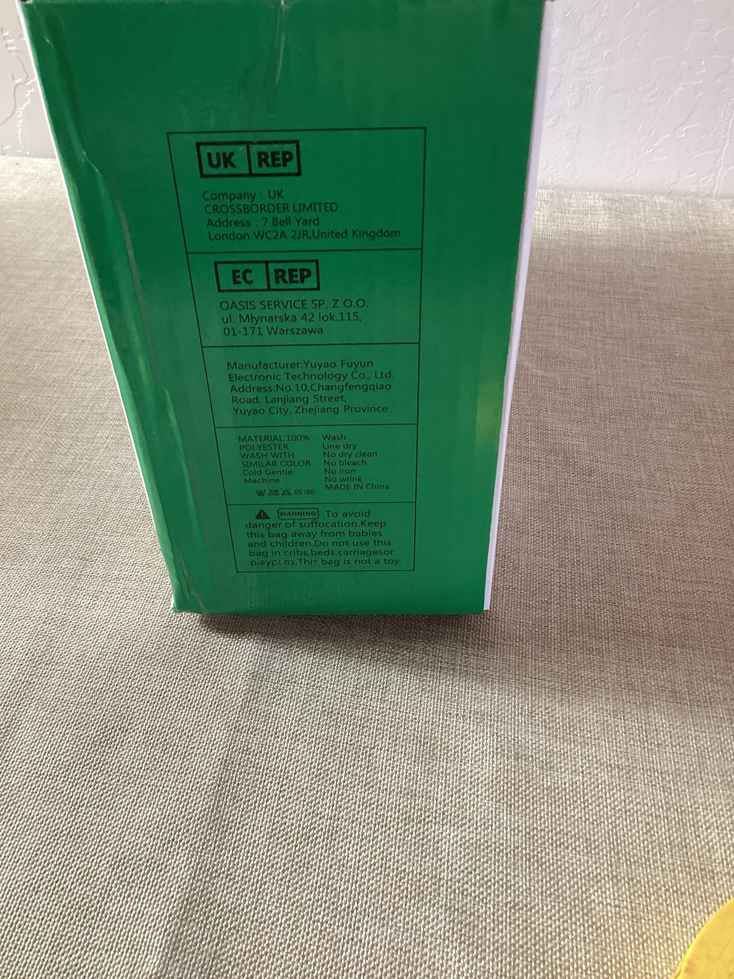 UK REP
Company : UK
CROSSBORDER LIMITED
Address : 7 Bell Yard
London.WC2A 2JR,United Kingdom
EC REP
OASIS SERVICE SP. Z O.O.
ul. Młynarska 42 lok.115,
01-171 Warszawa
Manufacturer:Yuyao Fuyun
Electronic Technology Co., Ltd.
Address:No.10,Changfengqiao
Road, Lanjiang Street,
Yuyao City, Zhejiang Province
MATERIAL:100%
POLYESTER
WASH WITH
SIMILAR COLOR
Cold Gentle
Machine
Wash
Line dry
No dry clean
No bleach
No iron
No wring
MADE IN China
WARNING To avoid
danger of suffocation.Keep
this bag away from babies
and children.Do not use this
bag in cribs,beds,carriagesor
playpens.This bag is not a toy.